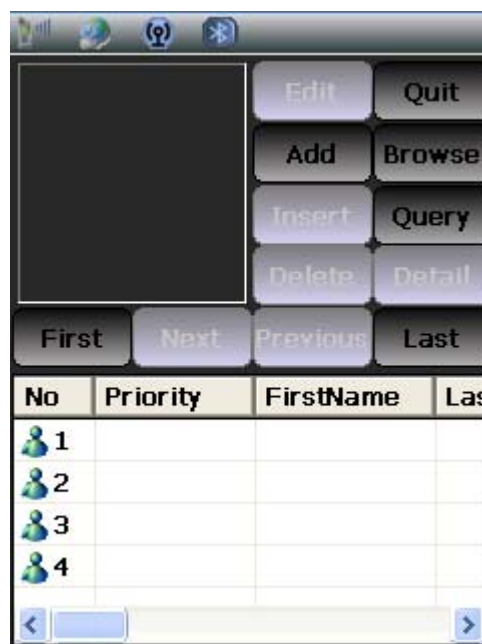 Edit Quit
Add Browse
Insert Query
Delete Detail
First Next Previous Last
No Priority FirstName Las
1
2
3
4